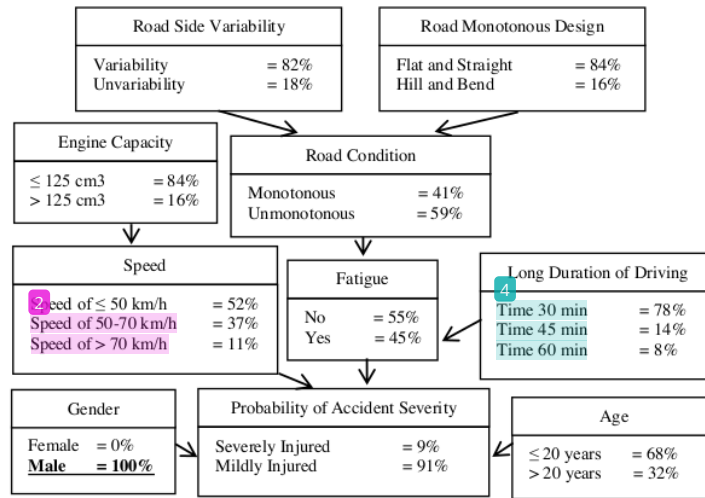 Road Side Variability
Variability = 82%
Unvariability = 18%
Road Monotonous Design
Flat and Straight = 84%
Hill and Bend = 16%
Engine Capacity
≤ 125 cm3 = 84%
> 125 cm3 = 16%
Road Condition
Monotonous = 41%
Unmonotonous = 59%
Speed
2
Speed of ≤ 50 km/h = 52%
Speed of 50-70 km/h = 37%
Speed of > 70 km/h = 11%
Fatigue
No = 55%
Yes = 45%
Long Duration of Driving
4
Time 30 min = 78%
Time 45 min = 14%
Time 60 min = 8%
Gender
Female = 0%
Male = 100%
Probability of Accident Severity
Severely Injured = 9%
Mildly Injured = 91%
Age
≤ 20 years = 68%
> 20 years = 32%